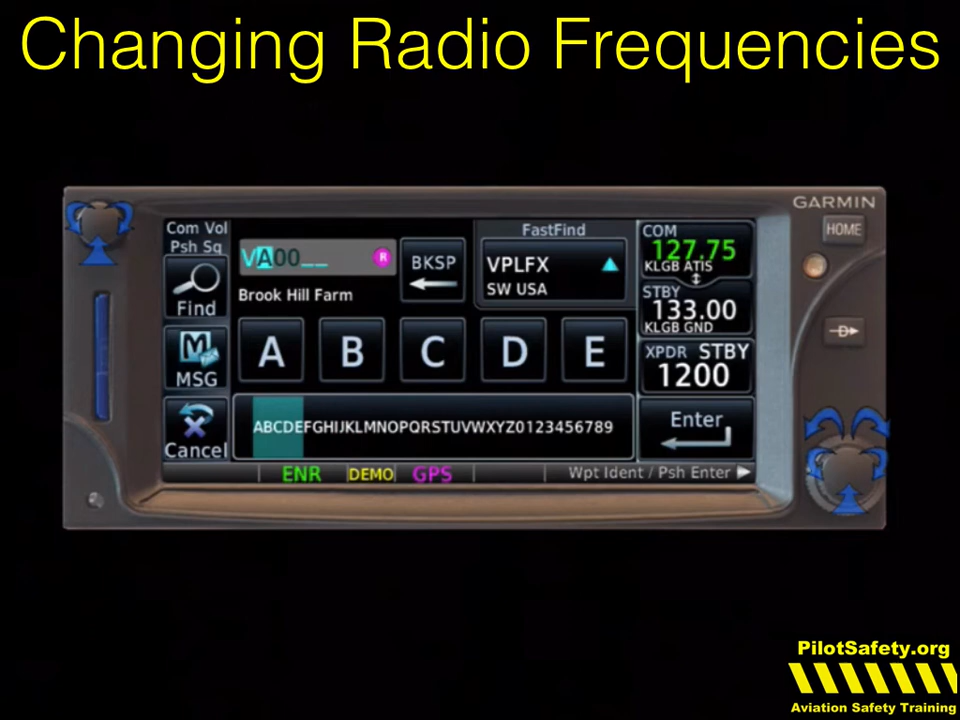 Changing Radio Frequencies
GARMIN
HOME
Com Vol
Psh Sq
Find
MSG
Cancel
VA00__
R
Brook Hill Farm
BKSP
FastFind
VPLFX
SW USA
COM
127.75
KLGB ATIS
STBY
133.00
KLGB GND
XPDR STBY
1200
A B C D E
ABCDEFGHIJKLMNOPQRSTUVWXYZ0123456789
Enter
ENR DEMO GPS Wpt Ident / Psh Enter
D
PilotSafety.org
Aviation Safety Training